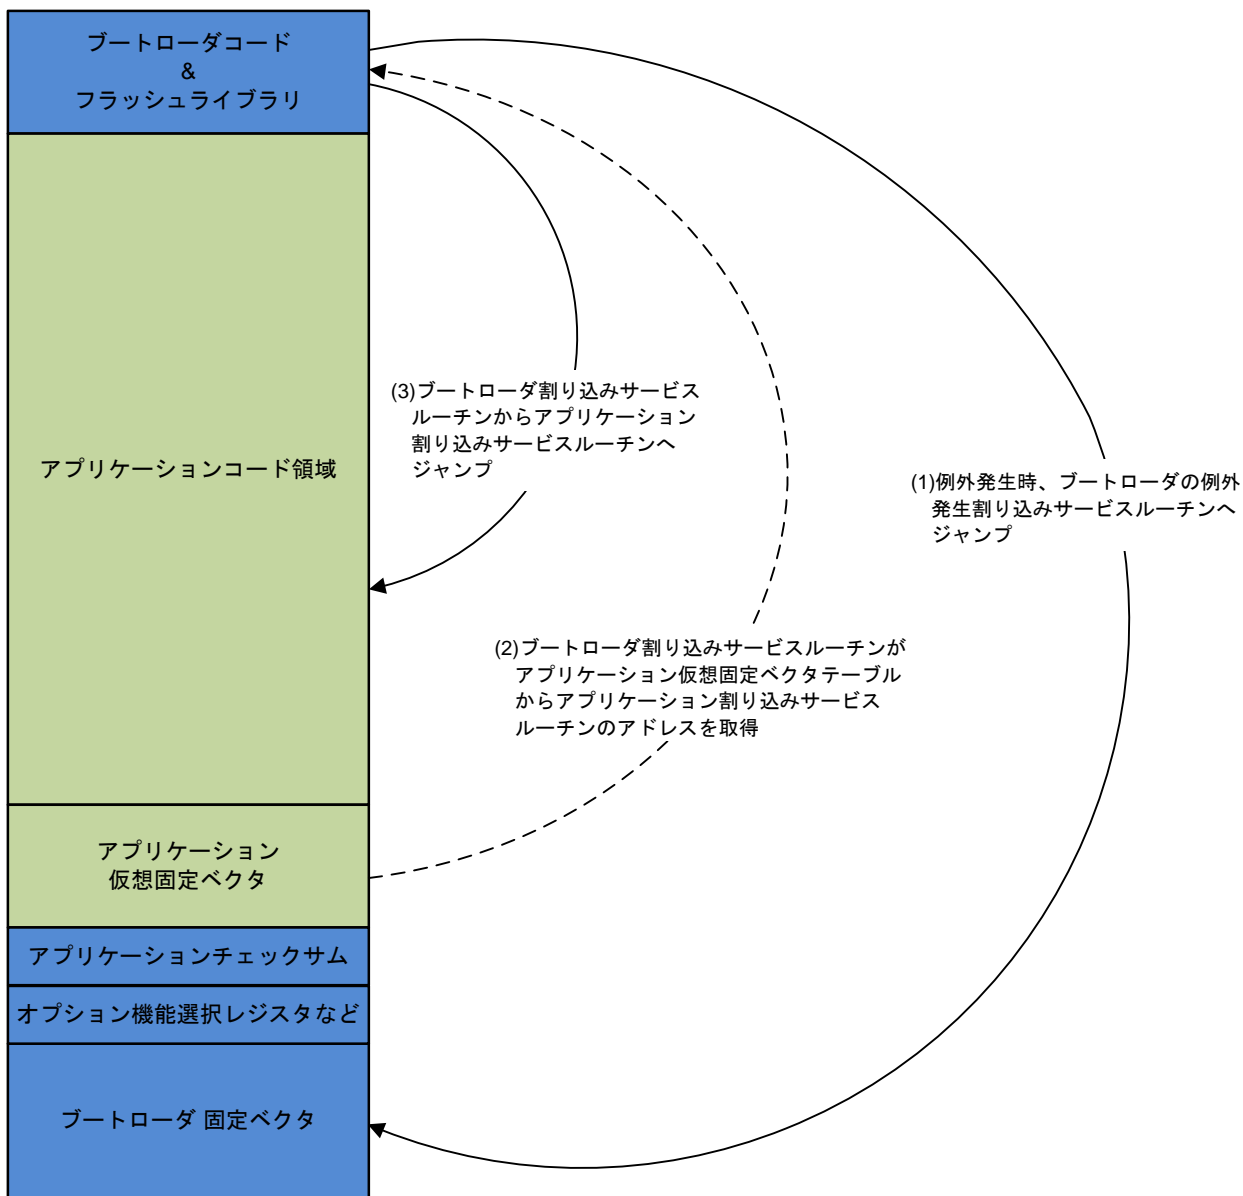 ブートローダコード
&
フラッシュライブラリ
(3)ブートローダ割り込みサービス
ルーチンからアプリケーション
割り込みサービスルーチンへ
ジャンプ
アプリケーションコード領域
(1)例外発生時、ブートローダの例外
発生割り込みサービスルーチンへ
ジャンプ
(2)ブートローダ割り込みサービスルーチンが
アプリケーション仮想固定ベクタテーブル
からアプリケーション割り込みサービス
ルーチンのアドレスを取得
アプリケーション
仮想固定ベクタ
アプリケーションチェックサム
オプション機能選択レジスタなど
ブートローダ 固定ベクタ